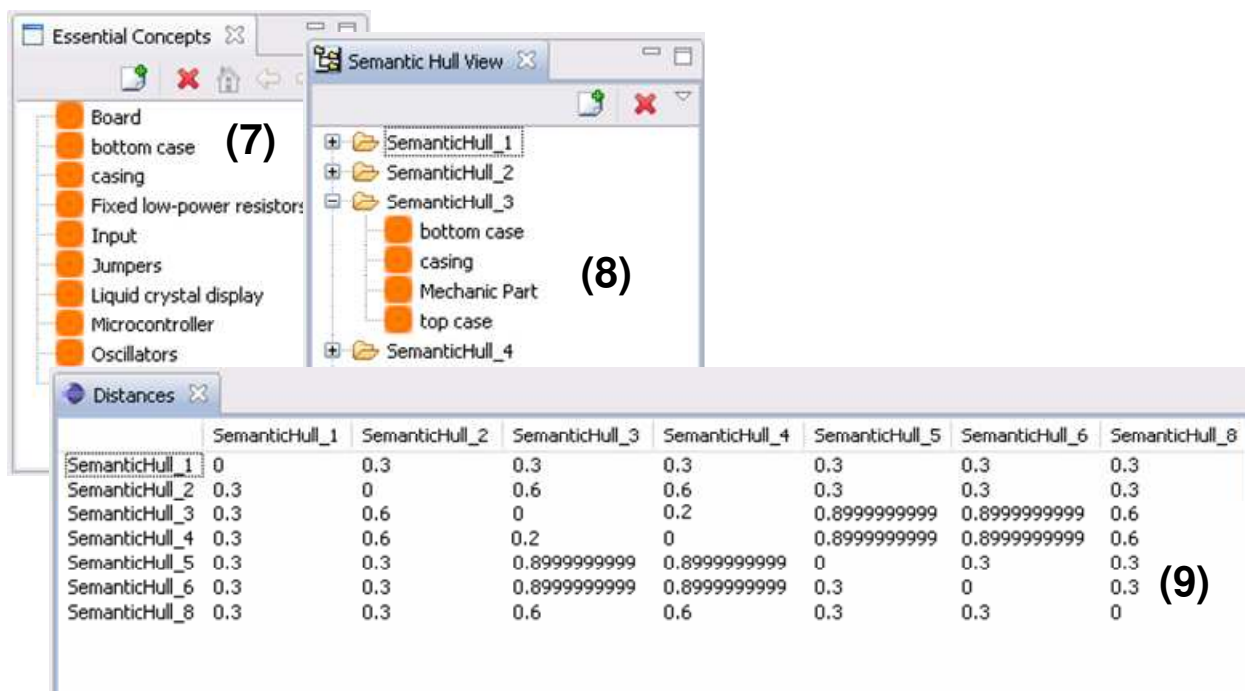 Essential Concepts
Board
bottom case
casing
Fixed low-power resistors
Input
Jumpers
Liquid crystal display
Microcontroller
Oscillators
(7)
Semantic Hull View
SemanticHull_1
SemanticHull_2
SemanticHull_3
bottom case
casing
Mechanic Part
top case
SemanticHull_4
(8)
Distances
SemanticHull_1 SemanticHull_2 SemanticHull_3 SemanticHull_4 SemanticHull_5 SemanticHull_6 SemanticHull_8
SemanticHull_1 0 0.3 0.3 0.3 0.3 0.3 0.3
SemanticHull_2 0.3 0 0.6 0.6 0.3 0.3 0.3
SemanticHull_3 0.3 0.6 0 0.2 0.8999999999 0.8999999999 0.6
SemanticHull_4 0.3 0.6 0.2 0 0.8999999999 0.8999999999 0.6
SemanticHull_5 0.3 0.3 0.8999999999 0.8999999999 0 0.3 0.3
SemanticHull_6 0.3 0.3 0.8999999999 0.8999999999 0.3 0 0.3
SemanticHull_8 0.3 0.3 0.6 0.6 0.3 0.3 0
(9)